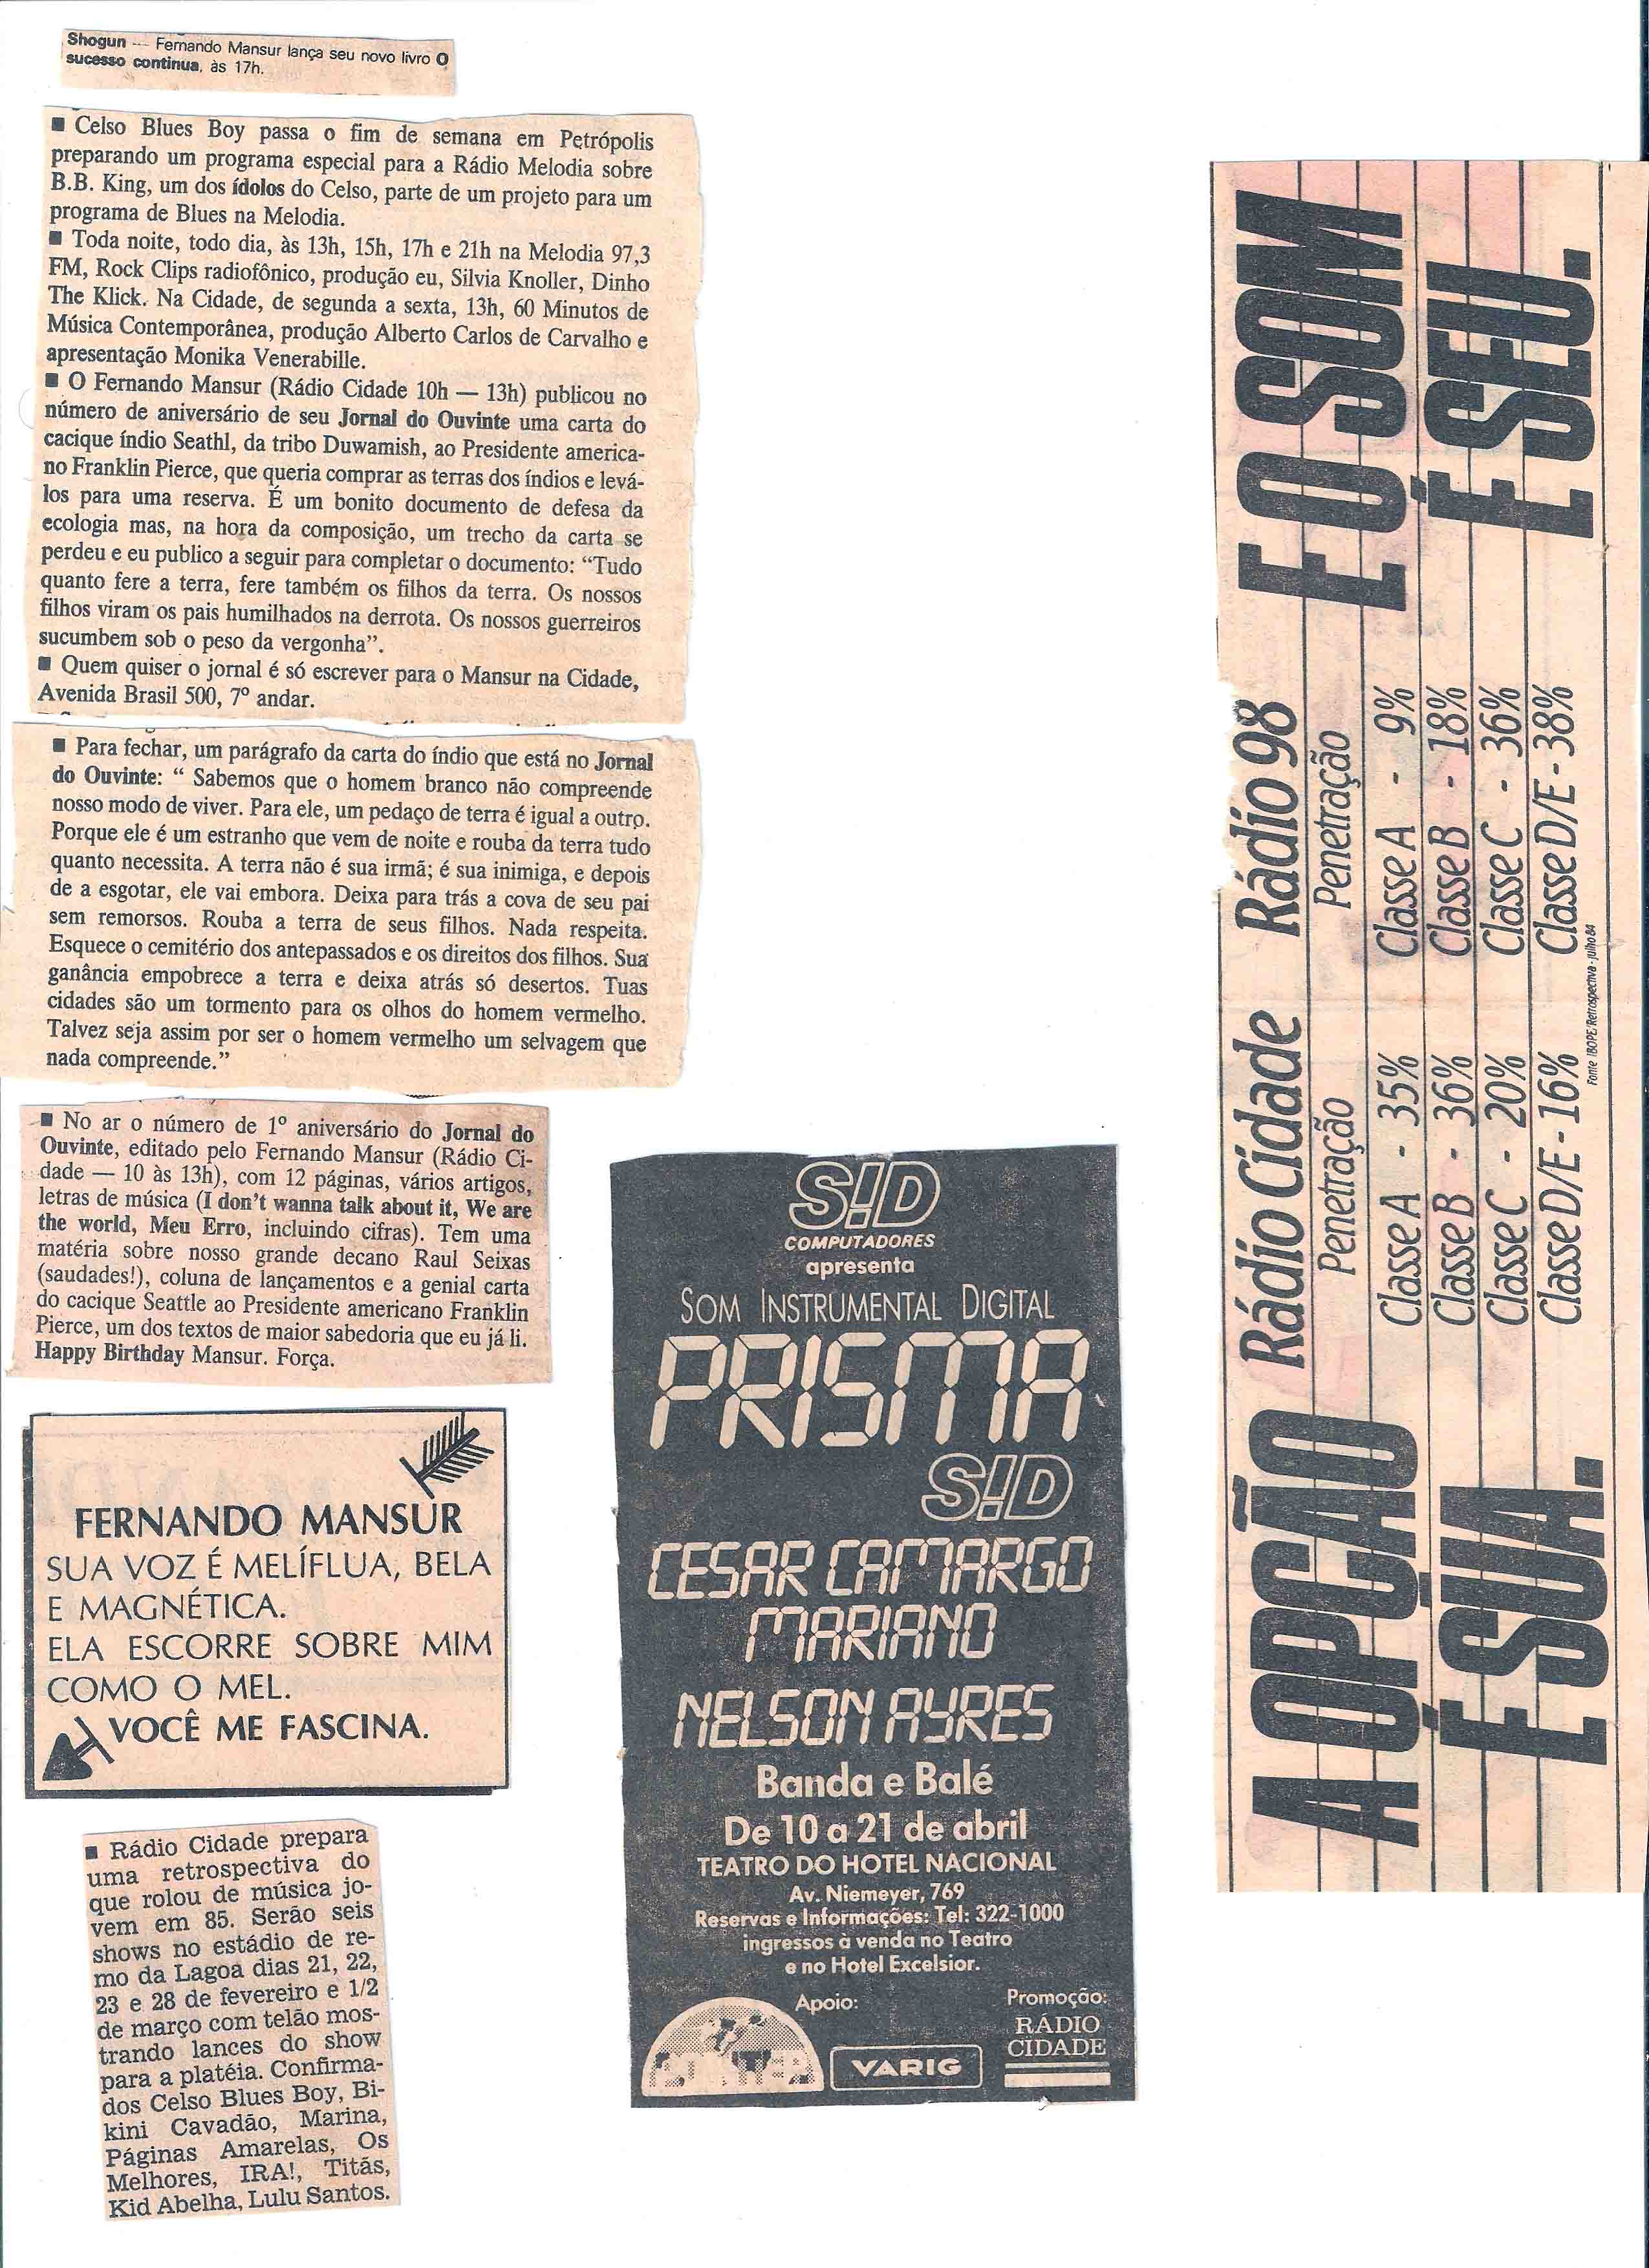 Shogun — Fernando Mansur lança seu novo livro O
sucesso continua, às 17h.
■ Celso Blues Boy passa o fim de semana em Petrópolis
preparando um programa especial para a Rádio Melodia sobre
B.B. King, um dos ídolos do Celso, parte de um projeto para um
programa de Blues na Melodia.
■ Toda noite, todo dia, às 13h, 15h, 17h e 21h na Melodia 97,3
FM, Rock Clips radiofônico, produção eu, Silvia Knoller, Dinho
The Klick. Na Cidade, de segunda a sexta, 13h, 60 Minutos de
Música Contemporânea, produção Alberto Carlos de Carvalho e
apresentação Monika Venerabille.
■ O Fernando Mansur (Rádio Cidade 10h — 13h) publicou no
número de aniversário de seu Jornal do Ouvinte uma carta do
cacique índio Seathl, da tribo Duwamish, ao Presidente america-
no Franklin Pierce, que queria comprar as terras dos índios e levá-
los para uma reserva. É um bonito documento de defesa da
ecologia mas, na hora da composição, um trecho da carta se
perdeu e eu publico a seguir para completar o documento: “Tudo
quanto fere a terra, fere também os filhos da terra. Os nossos
filhos viram os pais humilhados na derrota. Os nossos guerreiros
sucumbem sob o peso da vergonha”.
■ Quem quiser o jornal é só escrever para o Mansur na Cidade,
Avenida Brasil 500, 7º andar.
■ Para fechar, um parágrafo da carta do índio que está no Jornal
do Ouvinte: “ Sabemos que o homem branco não compreende
nosso modo de viver. Para ele, um pedaço de terra é igual a outro.
Porque ele é um estranho que vem de noite e rouba da terra tudo
quanto necessita. A terra não é sua irmã; é sua inimiga, e depois
de a esgotar, ele vai embora. Deixa para trás a cova de seu pai
sem remorsos. Rouba a terra de seus filhos. Nada respeita.
Esquece o cemitério dos antepassados e os direitos dos filhos. Sua
ganância empobrece a terra e deixa atrás só desertos. Tuas
cidades são um tormento para os olhos do homem vermelho.
Talvez seja assim por ser o homem vermelho um selvagem que
nada compreende.”
■ No ar o número de 1º aniversário do Jornal do
Ouvinte, editado pelo Fernando Mansur (Rádio Ci-
dade — 10 às 13h), com 12 páginas, vários artigos,
letras de música (I don't wanna talk about it, We are
the world, Meu Erro, incluindo cifras). Tem uma
matéria sobre nosso grande decano Raul Seixas
(saudades!), coluna de lançamentos e a genial carta
do cacique Seattle ao Presidente americano Franklin
Pierce, um dos textos de maior sabedoria que eu já li.
Happy Birthday Mansur. Força.
FERNANDO MANSUR
SUA VOZ É MELÍFLUA, BELA
E MAGNÉTICA.
ELA ESCORRE SOBRE MIM
COMO O MEL.
VOCÊ ME FASCINA.
■ Rádio Cidade prepara
uma retrospectiva do
que rolou de música jo-
vem em 85. Serão seis
shows no estádio de re-
mo da Lagoa dias 21, 22,
23 e 28 de fevereiro e 1/2
de março com telão mos-
trando lances do show
para a platéia. Confirma-
dos Celso Blues Boy, Bi-
kini Cavadão, Marina,
Páginas Amarelas, Os
Melhores, IRA!, Titãs,
Kid Abelha, Lulu Santos.
S!D
COMPUTADORES
apresenta
SOM INSTRUMENTAL DIGITAL
PRISMA
S!D
CESAR CAMARGO
MARIANO
NELSON AYRES
Banda e Balé
De 10 a 21 de abril
TEATRO DO HOTEL NACIONAL
Av. Niemeyer, 769
Reservas e Informações: Tel: 322-1000
ingressos à venda no Teatro
e no Hotel Excelsior.
Apoio:
VARIG
Promoção:
RÁDIO
CIDADE
A OPÇÃO
É SUA.
Rádio Cidade
Penetração
Classe A - 35%
Classe B - 36%
Classe C - 20%
Classe D/E - 16%
Rádio 98
Penetração
Classe A - 9%
Classe B - 18%
Classe C - 36%
Classe D/E - 38%
Fonte IBOPE/Retrospectiva - julho 84
E O SOM
É SEU.